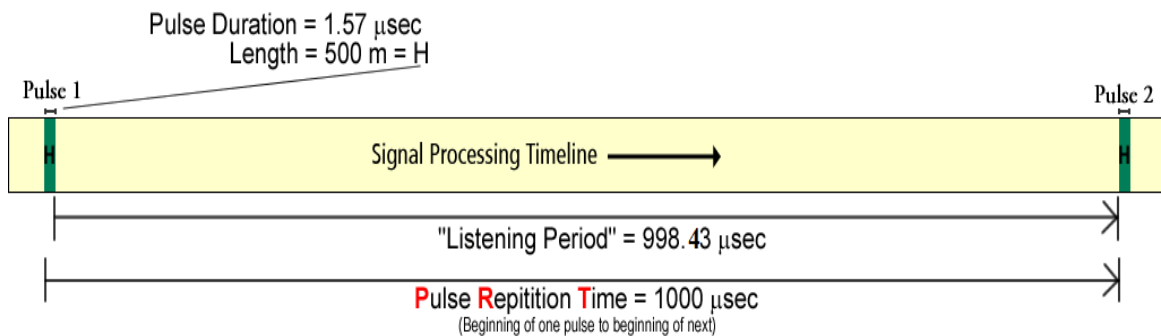 Pulse Duration = 1.57 μsec
Length = 500 m = H
Pulse 1
Pulse 2
H
Signal Processing Timeline
H
"Listening Period" = 998.43 μsec
Pulse Repitition Time = 1000 μsec
(Beginning of one pulse to beginning of next)